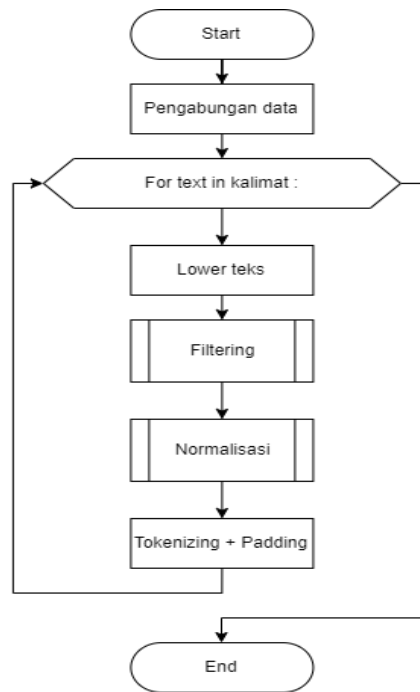 Start
Pengabungan data
For text in kalimat :
Lower teks
Filtering
Normalisasi
Tokenizing + Padding
End